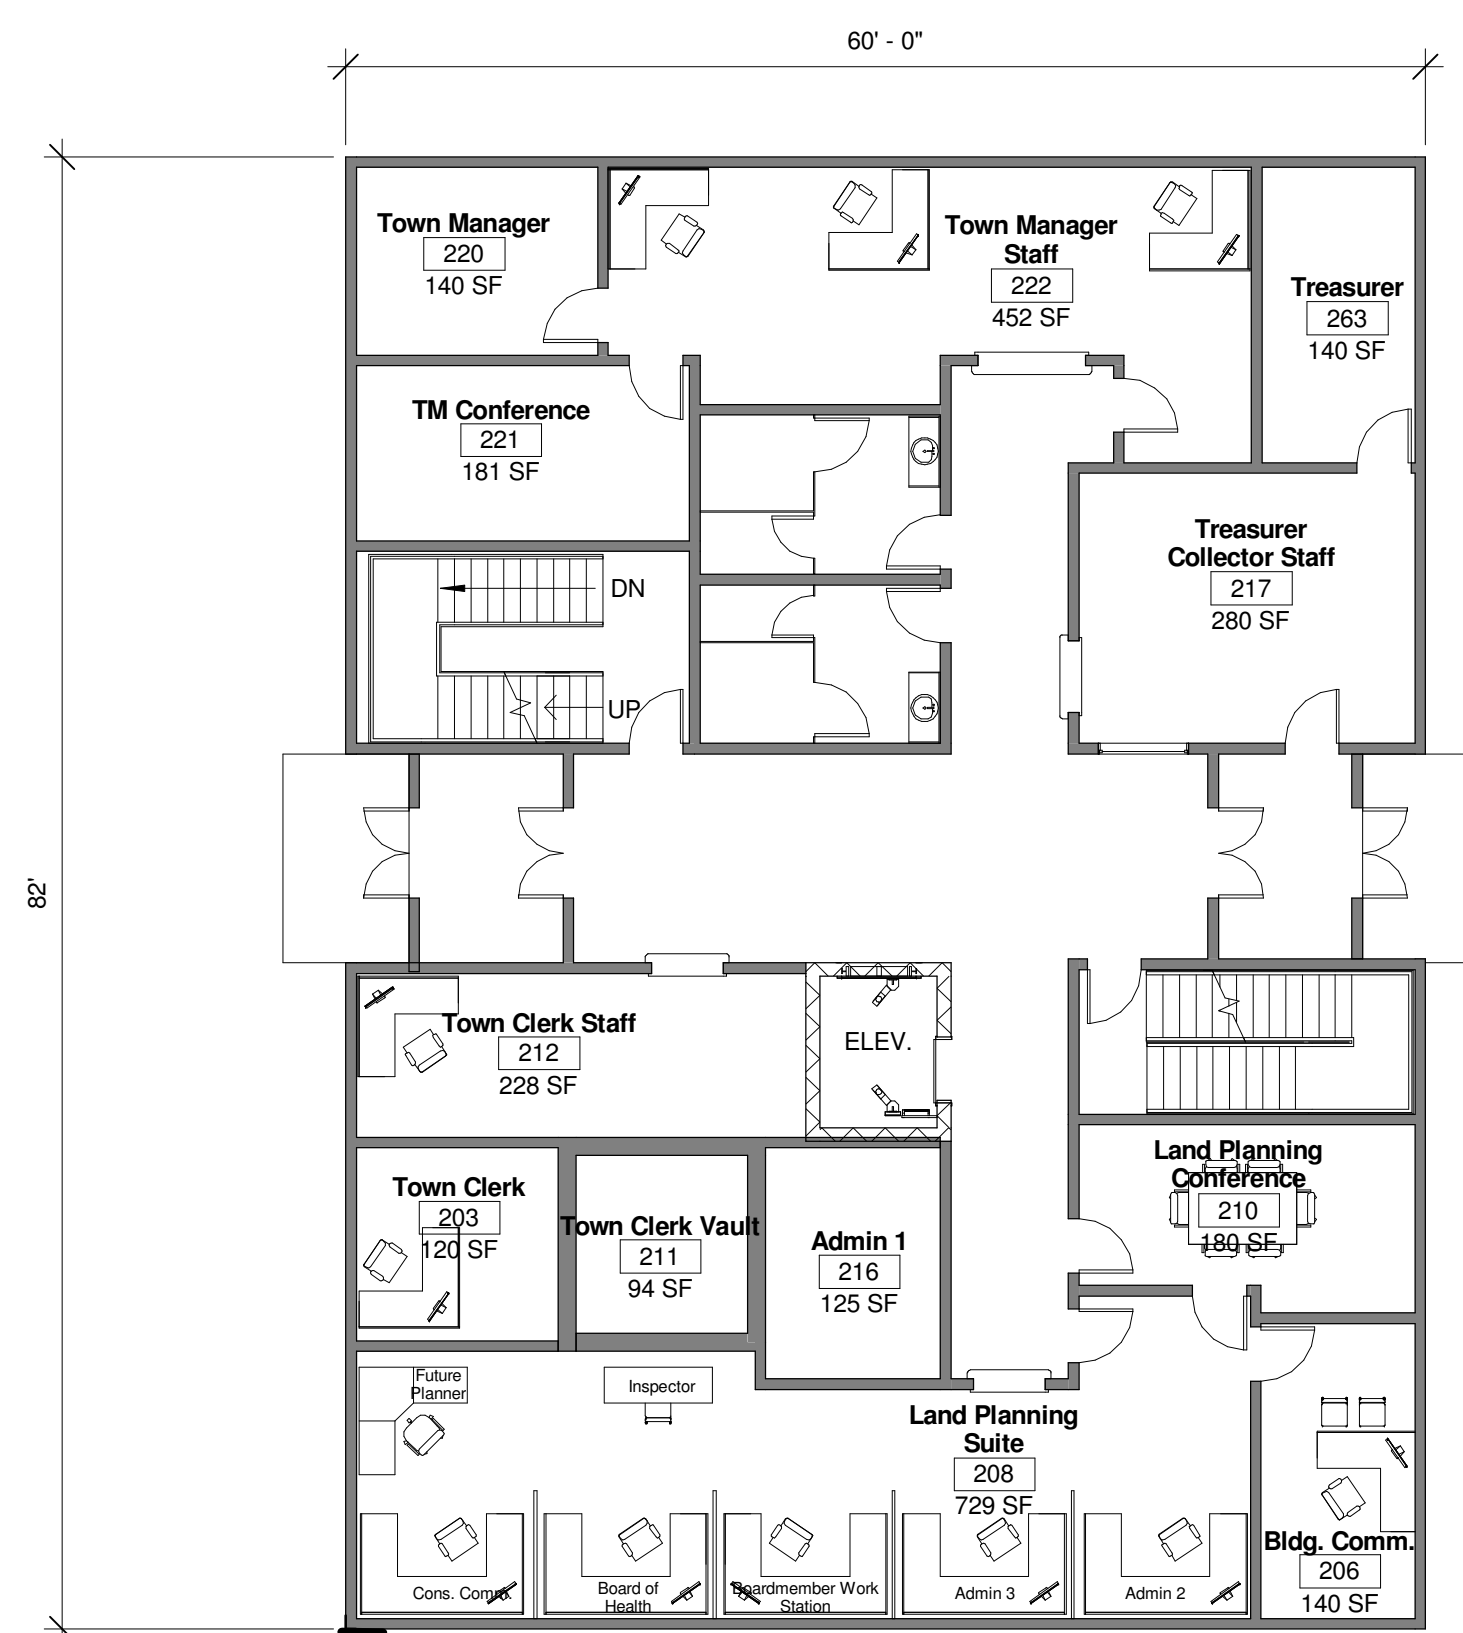 60' - 0"
82'
Town Manager
220
140 SF
Town Manager
Staff
222
452 SF
Treasurer
263
140 SF
TM Conference
221
181 SF
Treasurer
Collector Staff
217
280 SF
DN
UP
Town Clerk Staff
212
228 SF
ELEV.
Land Planning
Conference
210
180 SF
Town Clerk
203
120 SF
Town Clerk Vault
211
94 SF
Admin 1
216
125 SF
Future
Planner
Inspector
Land Planning
Suite
208
729 SF
Bldg. Comm.
206
140 SF
Cons. Comm.
Board of
Health
Boardmember Work
Station
Admin 3
Admin 2